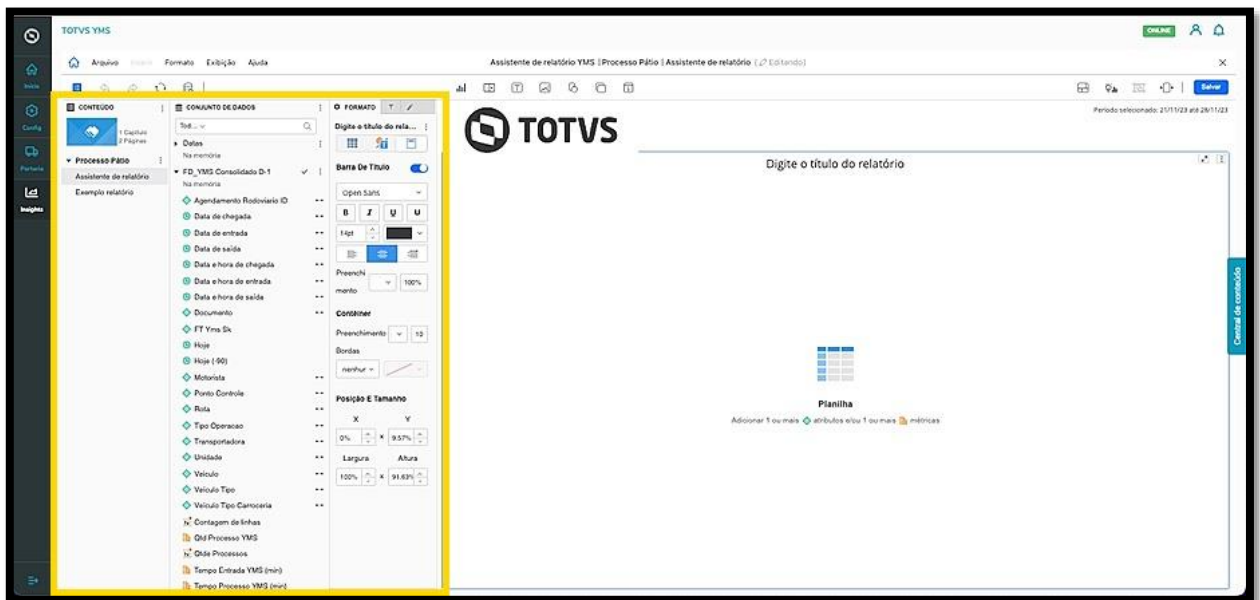 TOTVS YMS
ONLINE
Arquivo Formato Exibição Ajuda
Assistente de relatório YMS | Processo Pátio | Assistente de relatório (Editando)
Salvar
Início
Config
Portaria
Insights
CONTEÚDO
1 Capítulo
2 Páginas
Processo Pátio
Assistente de relatório
Exemplo relatório
CONJUNTO DE DADOS
Tod...
Datas
Na memória
FD_YMS Consolidado D-1
Na memória
Agendamento Rodoviario ID
Data de chegada
Data de entrada
Data de saída
Data e hora de chegada
Data e hora de entrada
Data e hora de saída
Documento
FT Yms Sk
Hoje
Hoje (-90)
Motorista
Ponto Controle
Rota
Tipo Operacao
Transportadora
Unidade
Veiculo
Veiculo Tipo
Veiculo Tipo Carroceria
Contagem de linhas
Qtd Processo YMS
Qtde Processos
Tempo Entrada YMS (min)
Tempo Processo YMS (min)
FORMATO
Digite o título do rela...
Barra De Título
Open Sans
B I U U
14pt
Preenchi
mento
100%
Contêiner
Preenchimento
10
Bordas
nenhur
Posição E Tamanho
X Y
0% × 9.57%
Largura Altura
100% × 91.63%
TOTVS
Período selecionado: 21/11/23 até 28/11/23
Digite o título do relatório
Planilha
Adicionar 1 ou mais atributos e/ou 1 ou mais métricas
Central de conteúdo